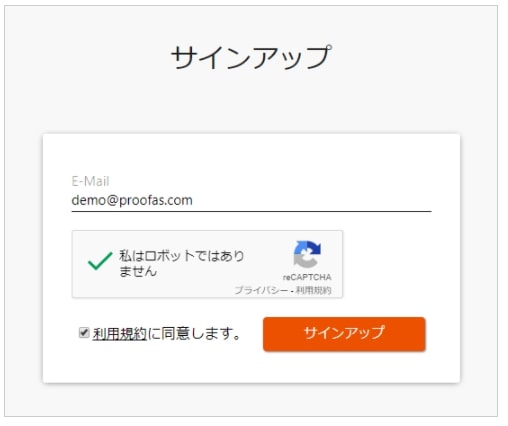 サインアップ
E-Mail
demo@proofas.com
私はロボットではあり
ません
reCAPTCHA
プライバシー - 利用規約
利用規約に同意します。
サインアップ